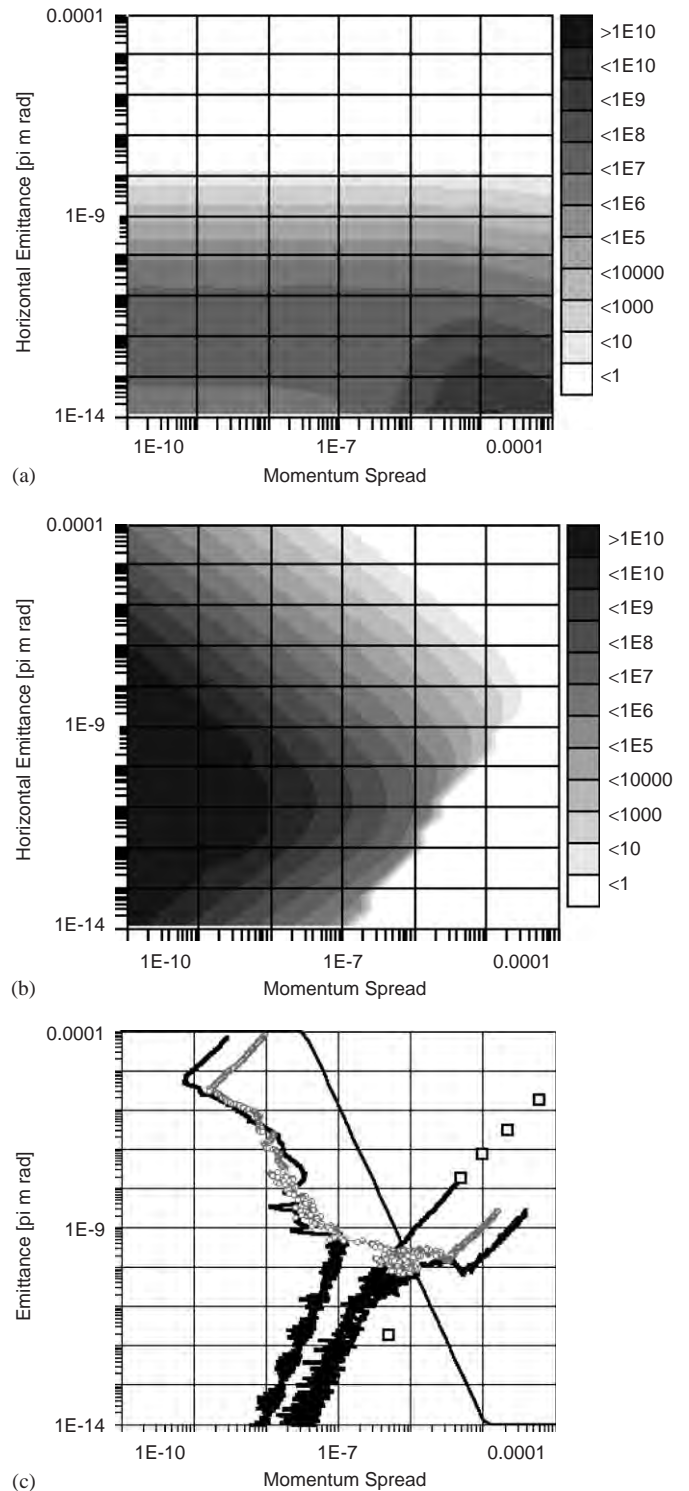 0.0001
1E-9
1E-14
Horizontal Emittance [pi m rad]
1E-10
1E-7
0.0001
Momentum Spread
>1E10
<1E10
<1E9
<1E8
<1E7
<1E6
<1E5
<10000
<1000
<10
<1
(a)
0.0001
1E-9
1E-14
Horizontal Emittance [pi m rad]
1E-10
1E-7
0.0001
Momentum Spread
>1E10
<1E10
<1E9
<1E8
<1E7
<1E6
<1E5
<10000
<1000
<10
<1
(b)
0.0001
1E-9
1E-14
Emittance [pi m rad]
1E-10
1E-7
0.0001
Momentum Spread
(c)